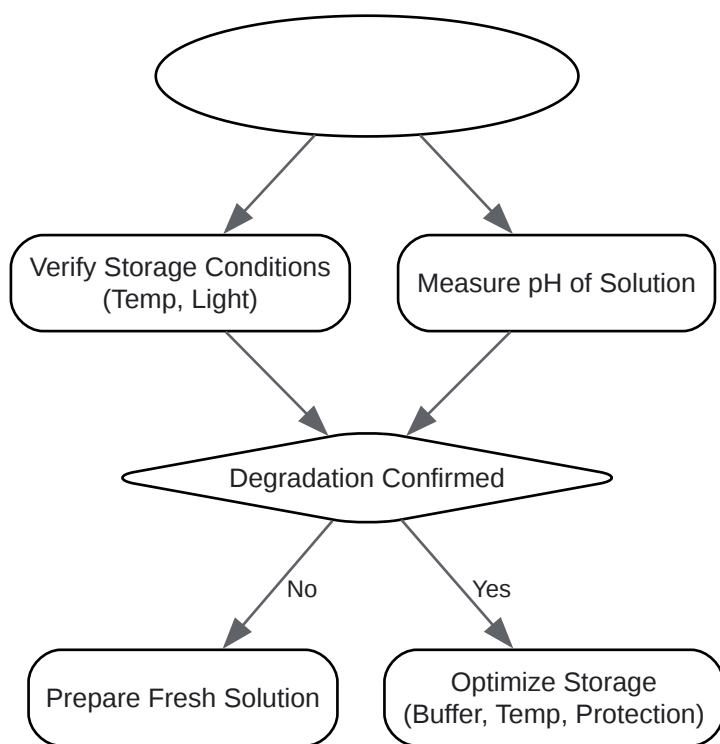 Verify Storage Conditions
(Temp, Light)
Measure pH of Solution
Degradation Confirmed
No
Yes
Prepare Fresh Solution
Optimize Storage
(Buffer, Temp, Protection)